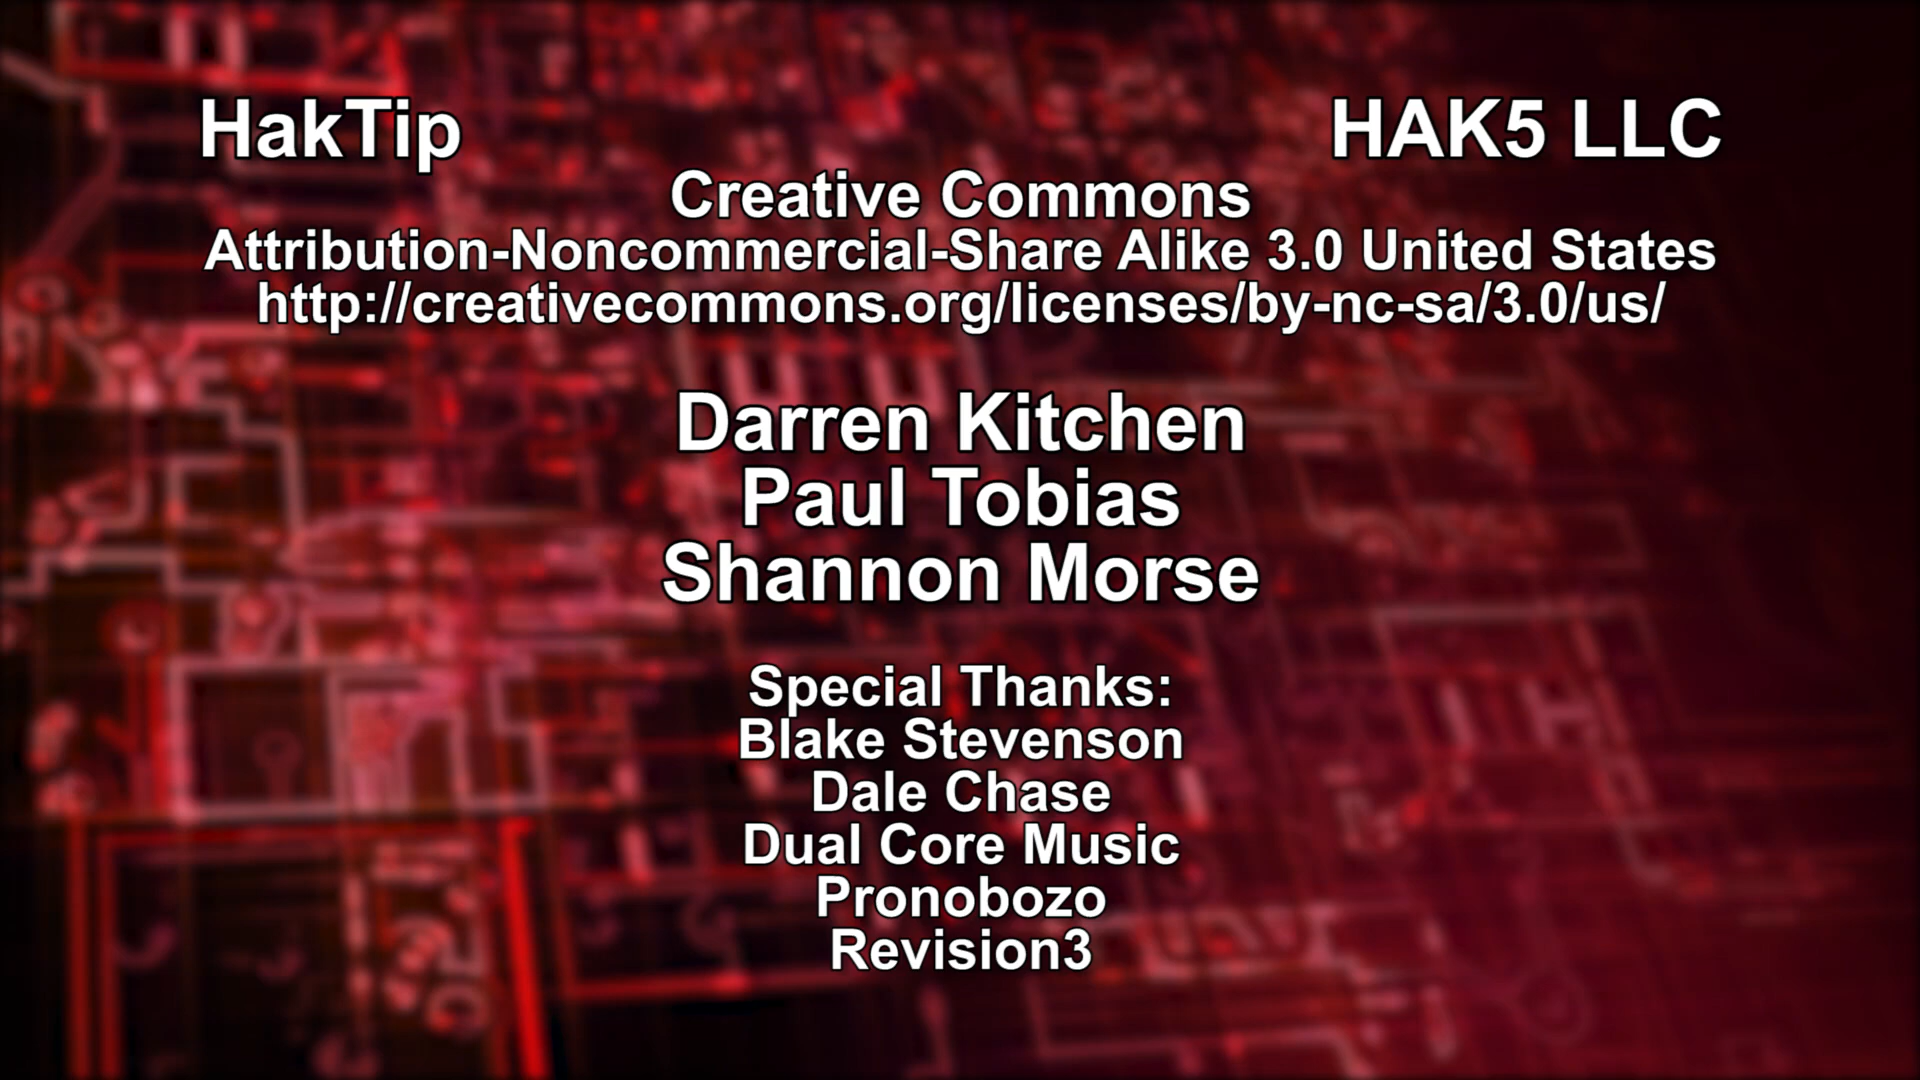 HakTip HAK5 LLC
Creative Commons
Attribution-Noncommercial-Share Alike 3.0 United States
http://creativecommons.org/licenses/by-nc-sa/3.0/us/
Darren Kitchen
Paul Tobias
Shannon Morse
Special Thanks:
Blake Stevenson
Dale Chase
Dual Core Music
Pronobozo
Revision3